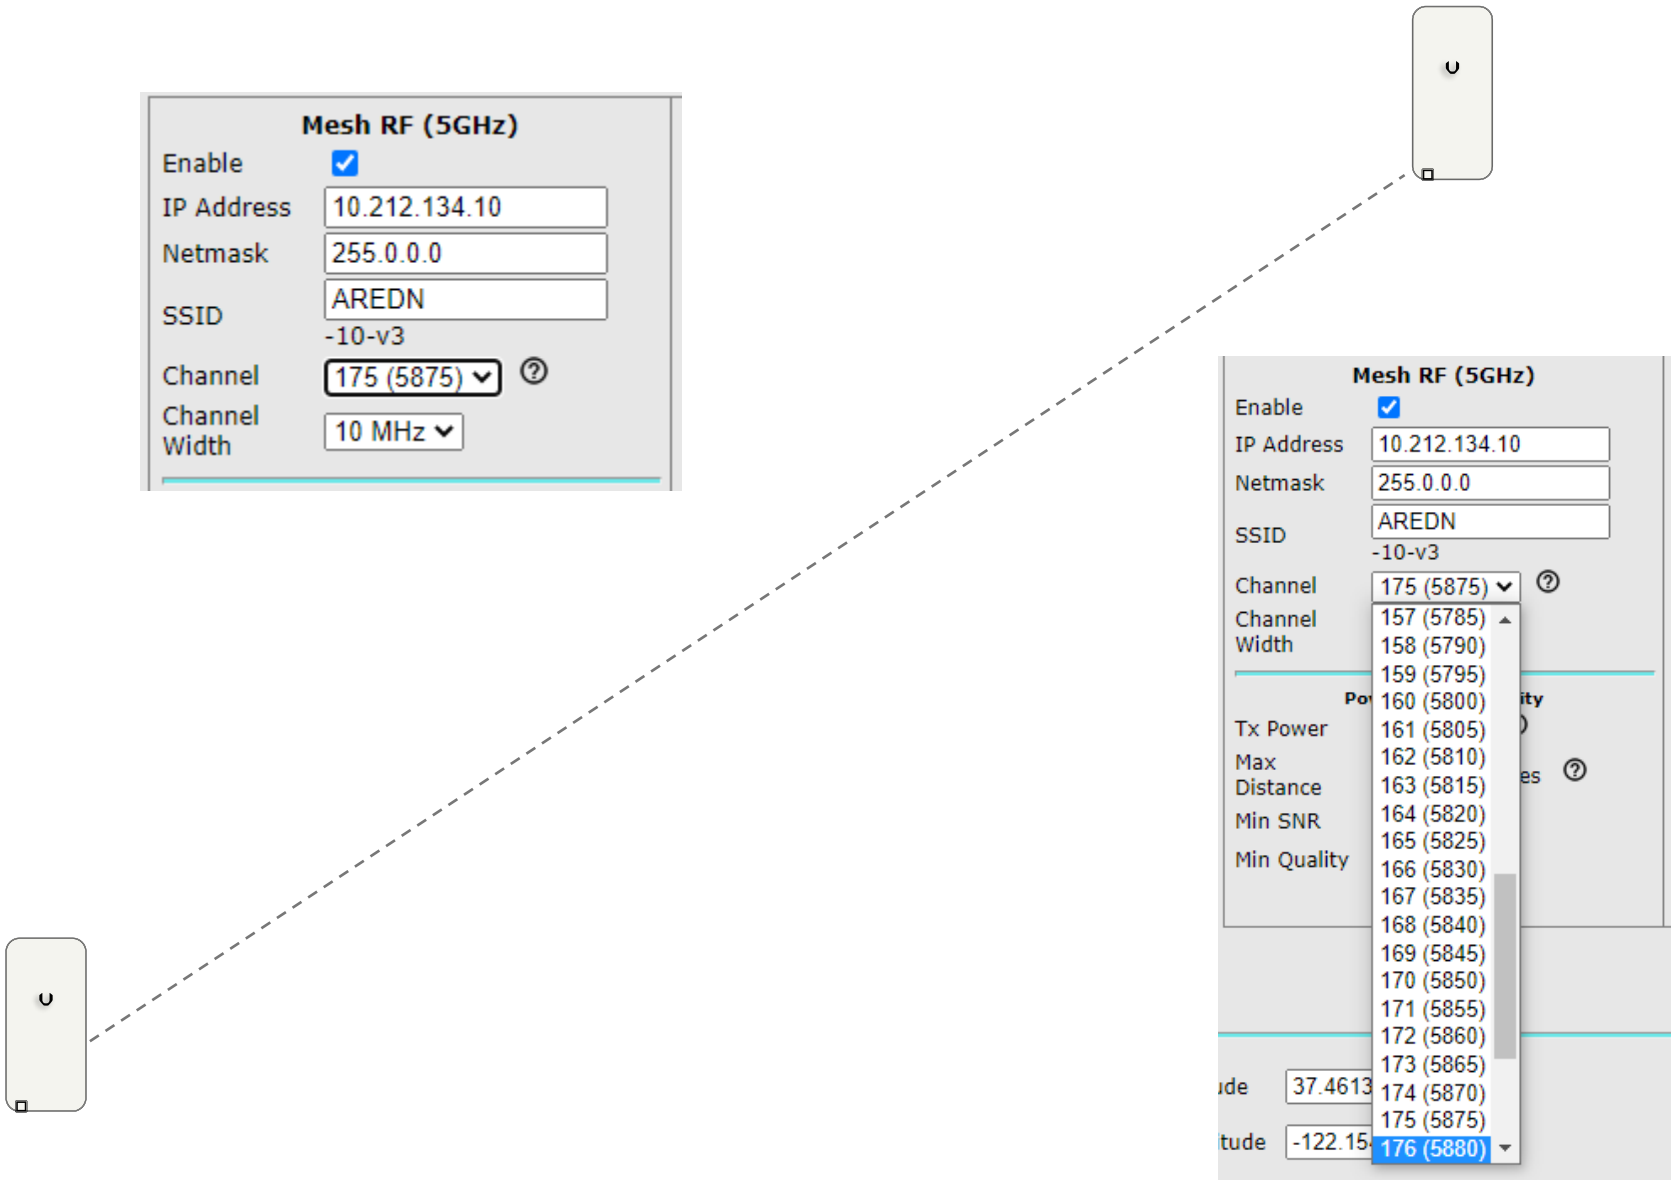 Mesh RF (5GHz)
Enable
IP Address 10.212.134.10
Netmask 255.0.0.0
SSID AREDN
-10-v3
Channel 175 (5875)
Channel Width 10 MHz
Mesh RF (5GHz)
Enable
IP Address 10.212.134.10
Netmask 255.0.0.0
SSID AREDN
-10-v3
Channel 175 (5875)
Channel Width
157 (5785)
158 (5790)
159 (5795)
160 (5800)
161 (5805)
162 (5810)
163 (5815)
164 (5820)
165 (5825)
166 (5830)
167 (5835)
168 (5840)
169 (5845)
170 (5850)
171 (5855)
172 (5860)
173 (5865)
174 (5870)
175 (5875)
176 (5880)
Tx Power
Max Distance
Min SNR
Min Quality
37.4613
-122.15